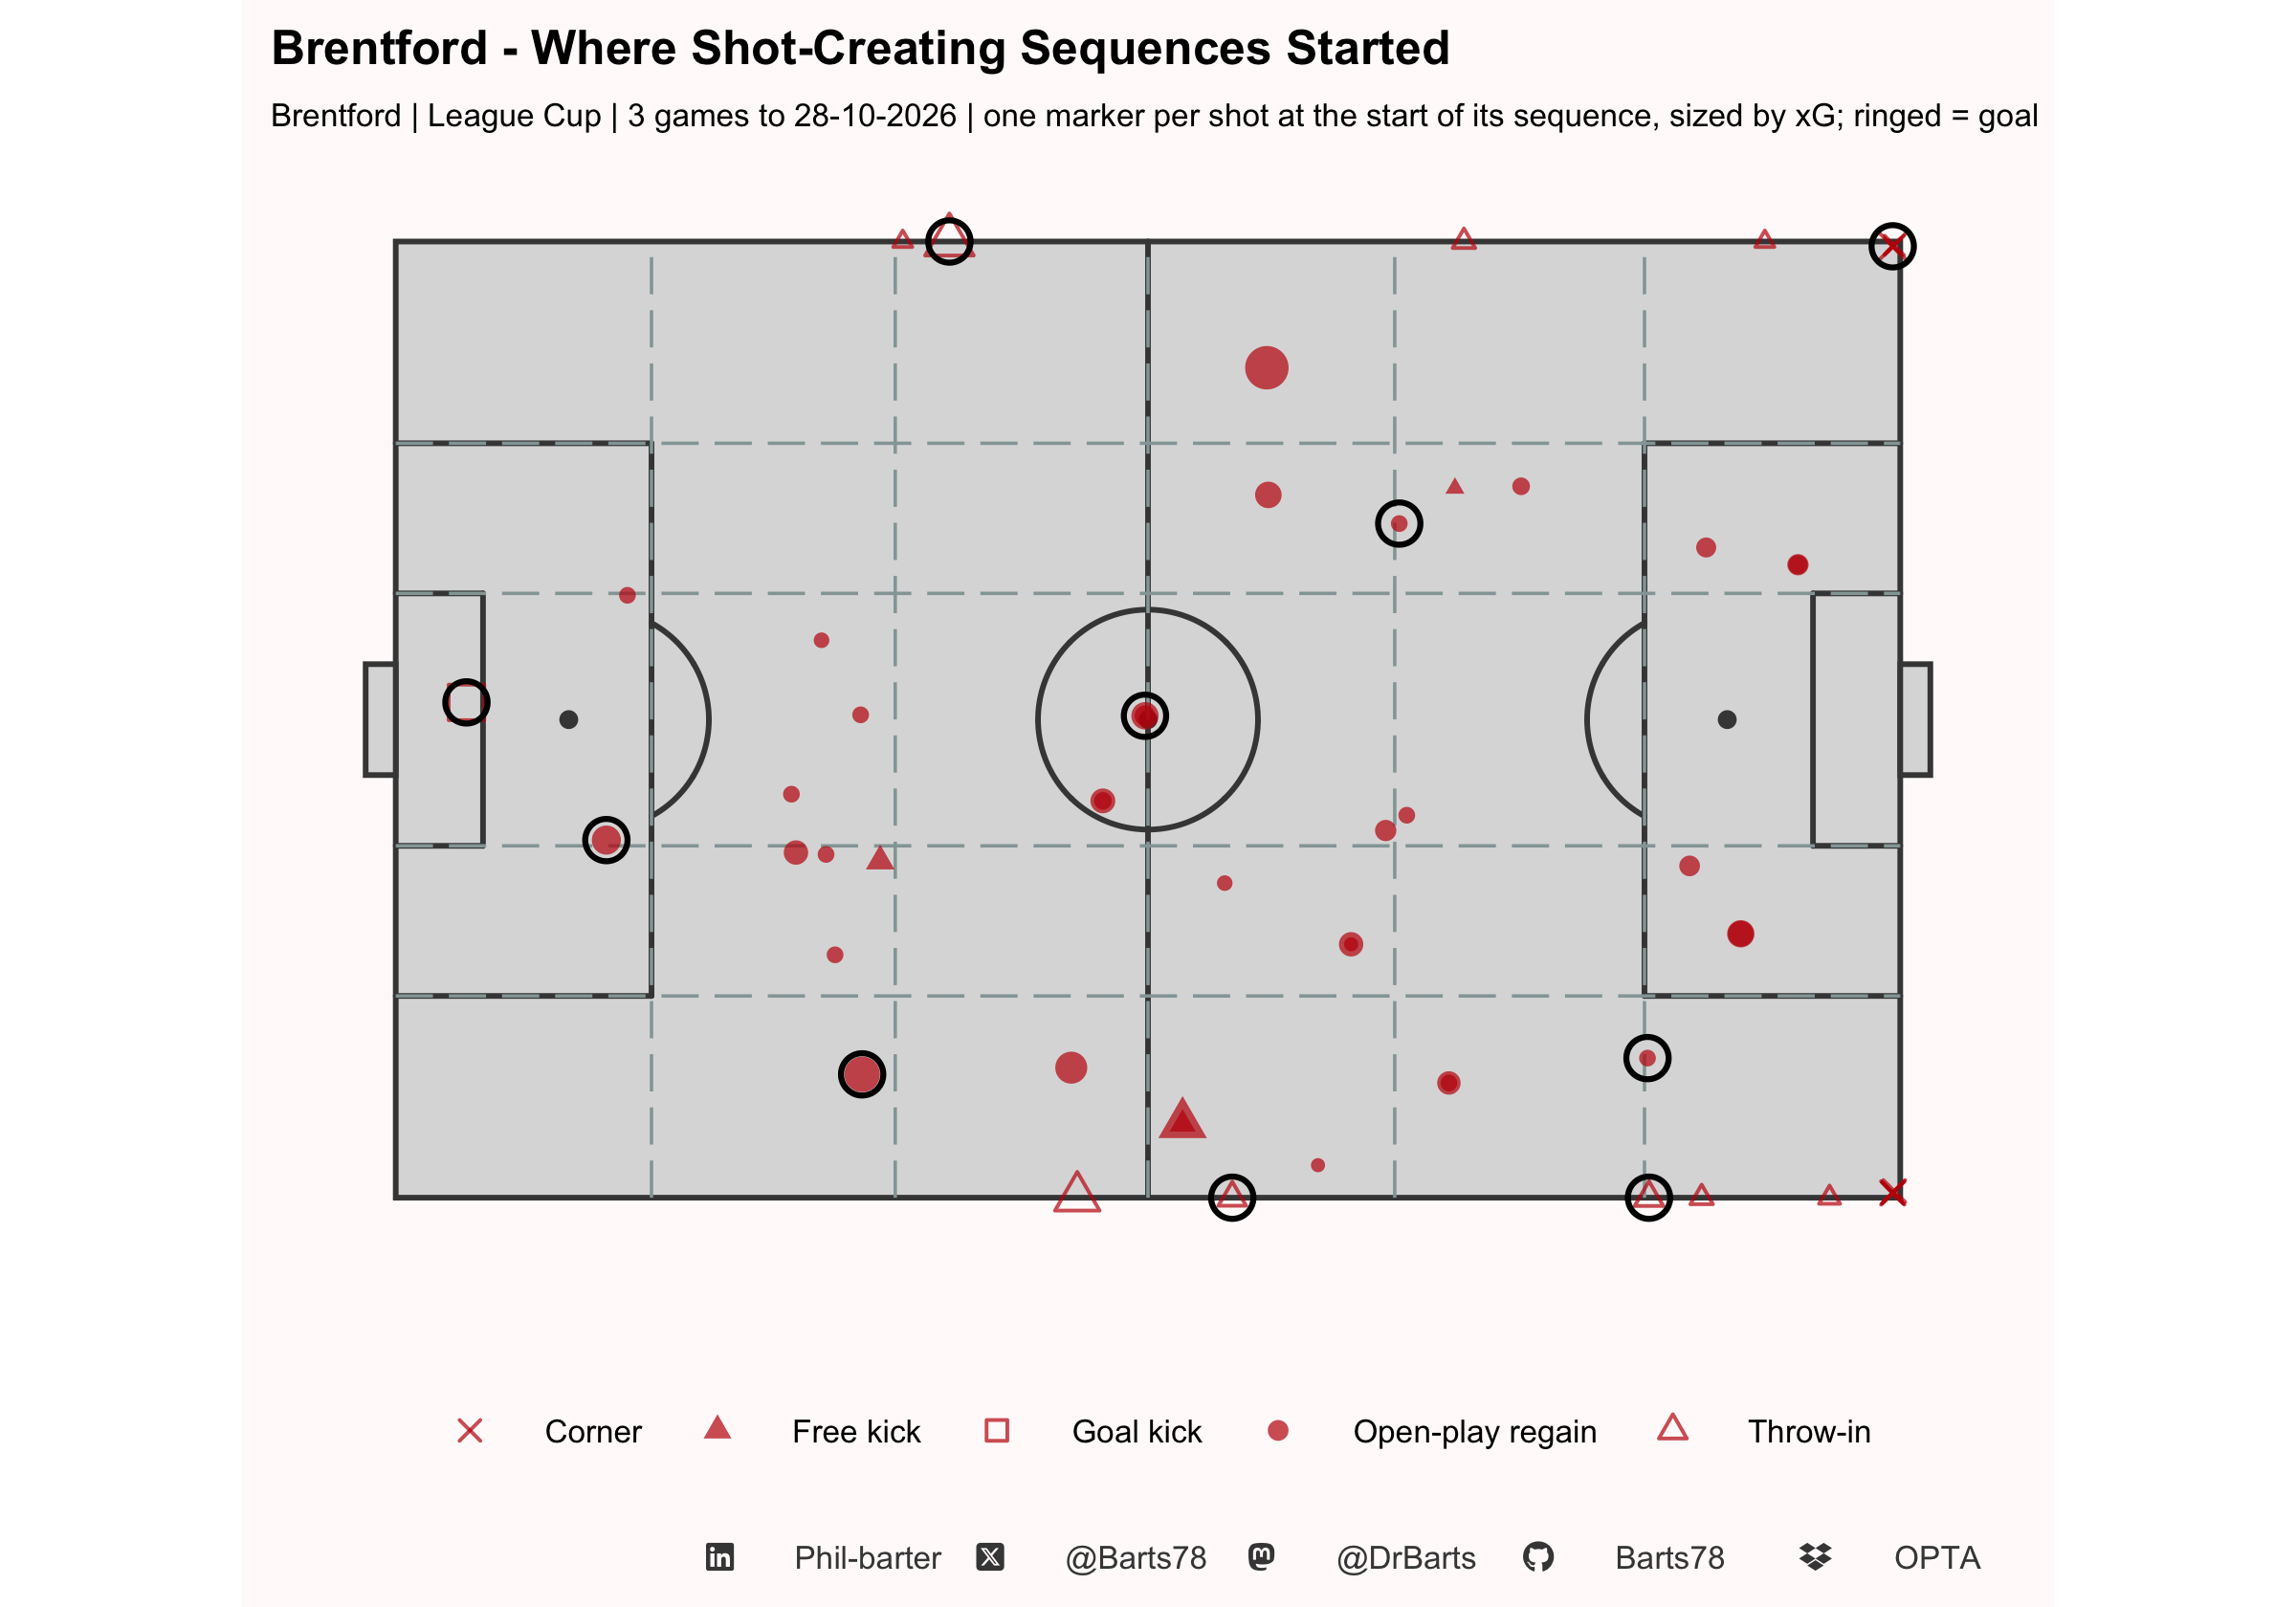 Brentford - Where Shot-Creating Sequences Started
Brentford | League Cup | 3 games to 28-10-2026 | one marker per shot at the start of its sequence, sized by xG; ringed = goal
Corner Free kick Goal kick Open-play regain Throw-in
Phil-barter @Barts78 @DrBarts Barts78 OPTA